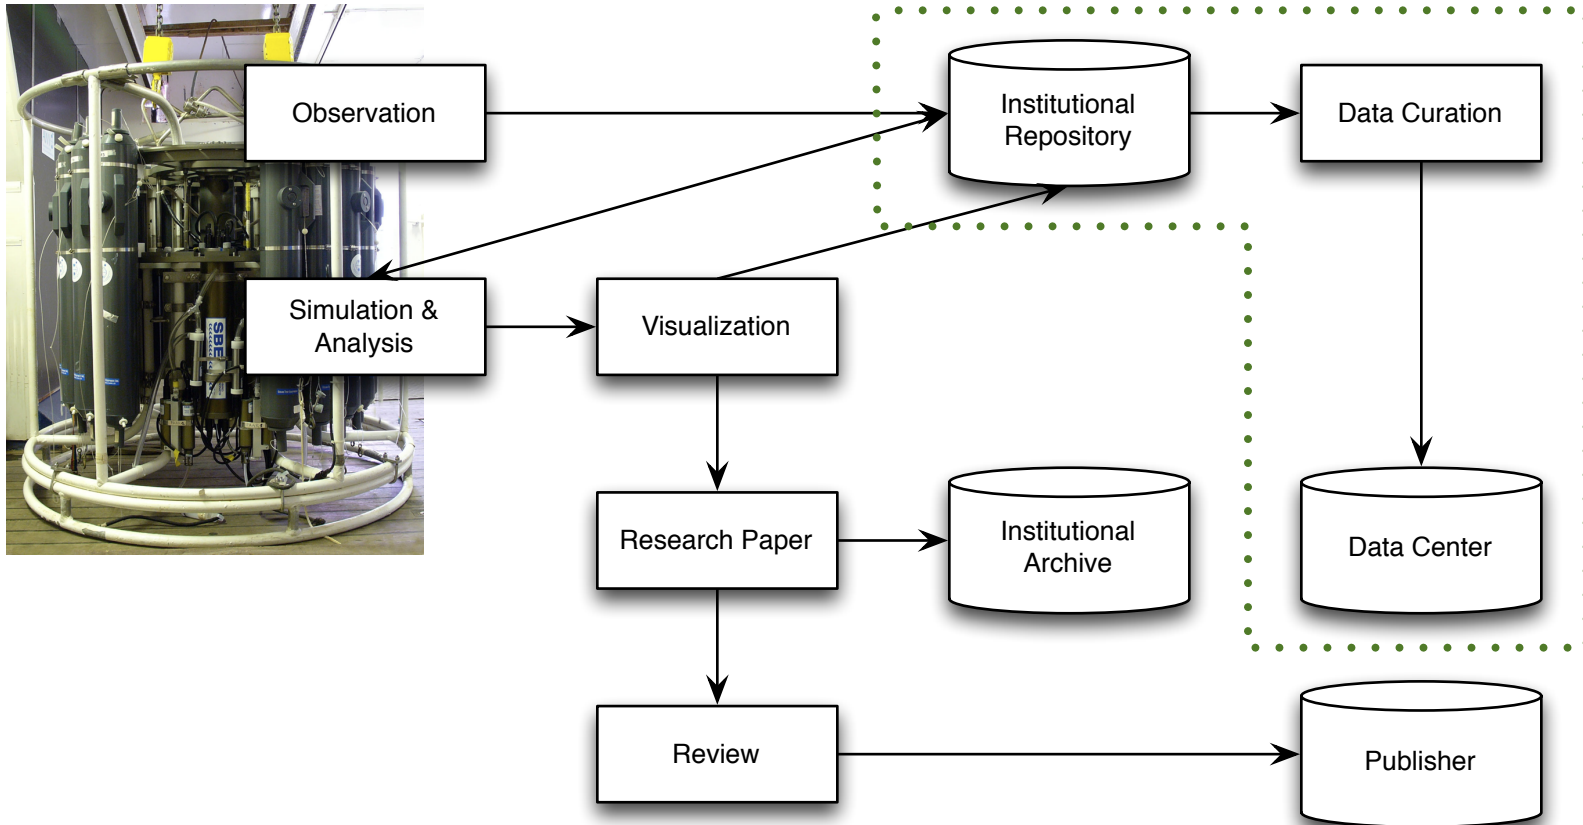 Observation
Institutional
Repository
Data Curation
Simulation &
Analysis
Visualization
SBE
Research Paper
Institutional
Archive
Data Center
Review
Publisher